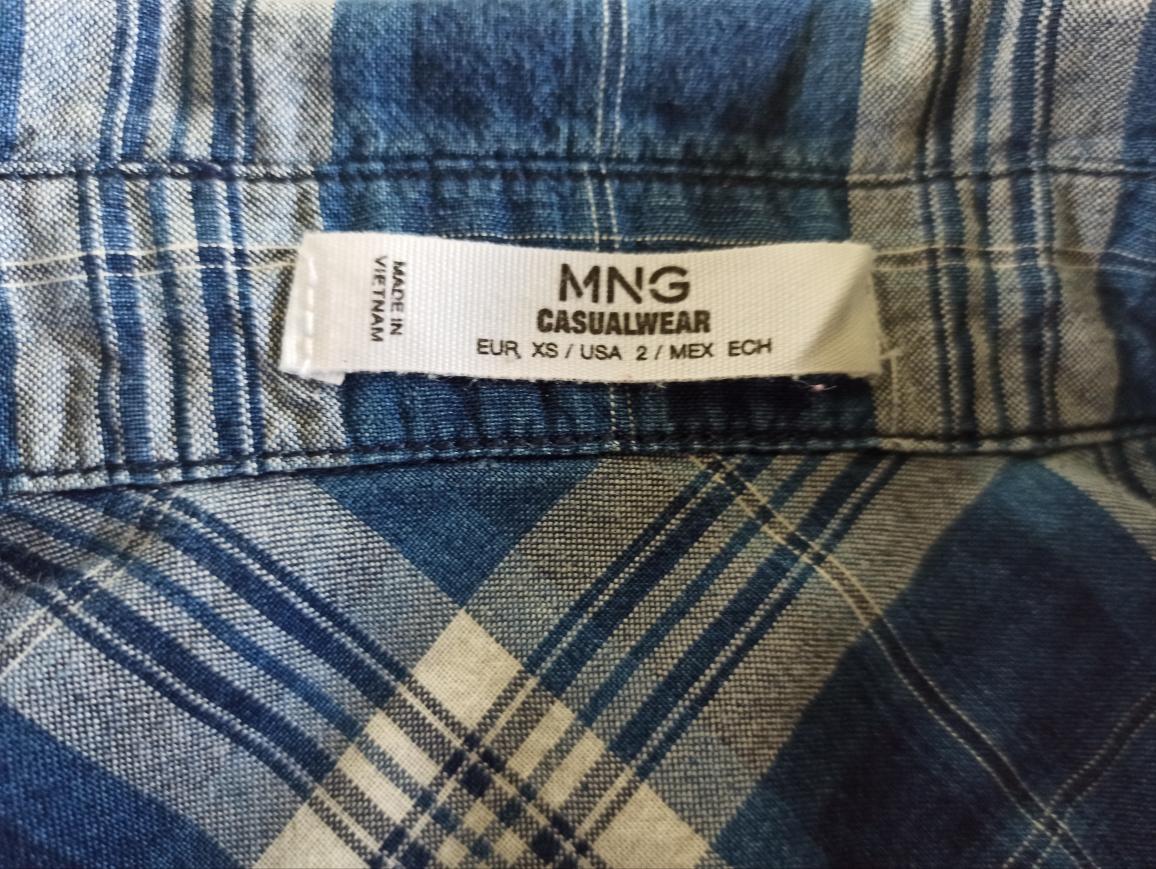 MADE IN
VIETNAM
MNG
CASUALWEAR
EUR XS / USA 2 / MEX ECH